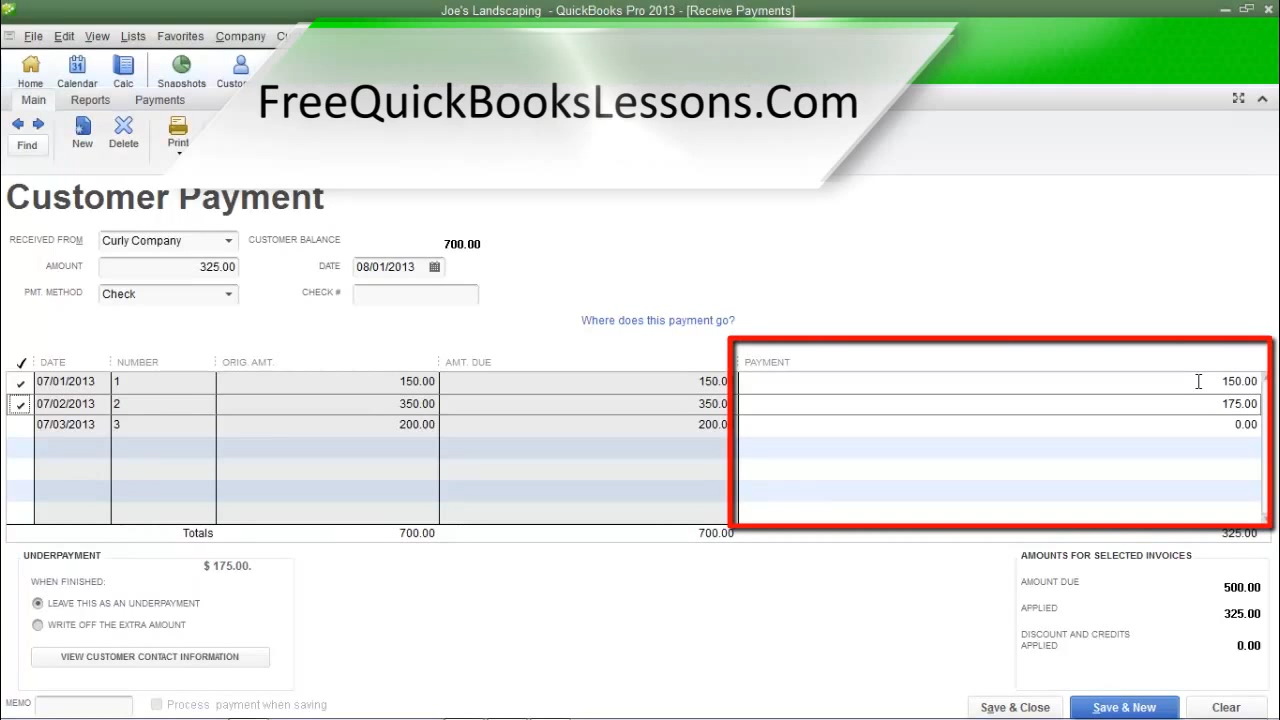 Joe's Landscaping - QuickBooks Pro 2013 - [Receive Payments]
File Edit View Lists Favorites Company
Home Calendar Calc Snapshots
FreeQuickBooksLessons.Com
Main Reports Payments
Find New Delete Print
Customer Payment
RECEIVED FROM Curly Company CUSTOMER BALANCE 700.00
AMOUNT 325.00 DATE 08/01/2013
PMT. METHOD Check CHECK #
Where does this payment go?
DATE NUMBER ORIG. AMT. AMT. DUE PAYMENT
07/01/2013 1 150.00 150.0 150.00
07/02/2013 2 350.00 350.0 175.00
07/03/2013 3 200.00 200.0 0.00
Totals 700.00 700.00 325.00
UNDERPAYMENT
$ 175.00.
WHEN FINISHED:
LEAVE THIS AS AN UNDERPAYMENT
WRITE OFF THE EXTRA AMOUNT
VIEW CUSTOMER CONTACT INFORMATION
AMOUNTS FOR SELECTED INVOICES
AMOUNT DUE 500.00
APPLIED 325.00
DISCOUNT AND CREDITS
APPLIED 0.00
MEMO Process payment when saving Save & Close Save & New Clear